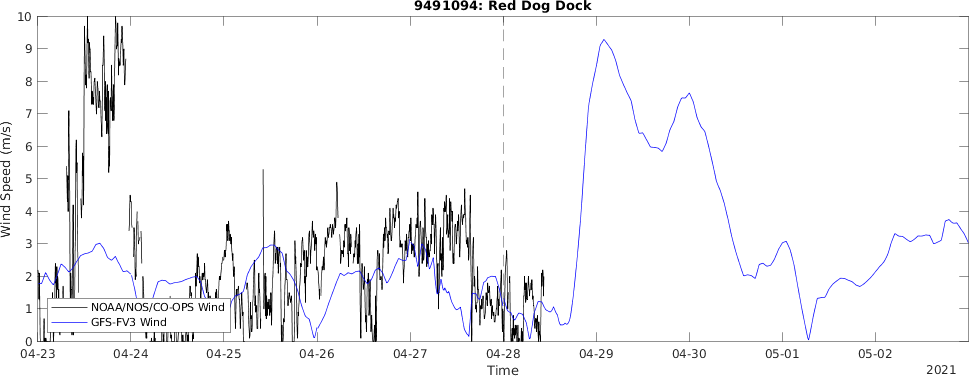 9491094: Red Dog Dock
Wind Speed (m/s)
10
9
8
7
6
5
4
3
2
1
0
NOAA/NOS/CO-OPS Wind
GFS-FV3 Wind
04-23 04-24 04-25 04-26 04-27 04-28 04-29 04-30 05-01 05-02
Time
2021